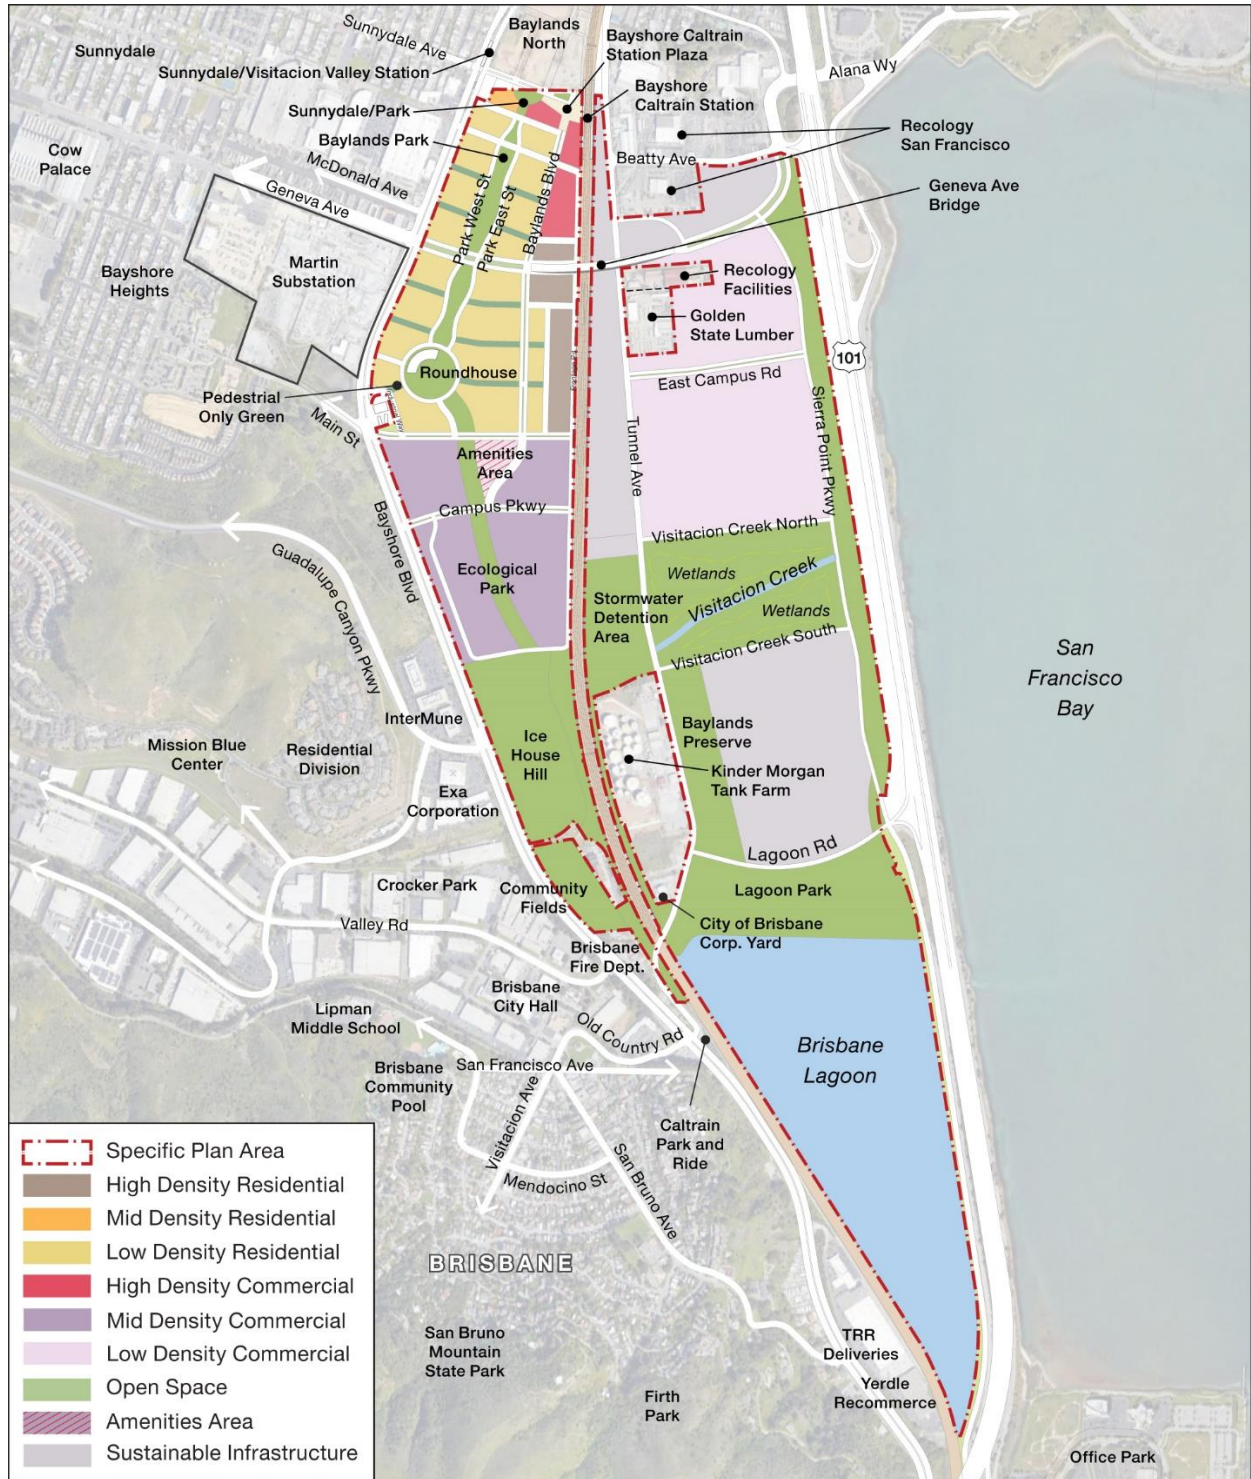 Sunnydale
Sunnydale Ave
Baylands
North
Bayshore Caltrain
Station Plaza
Sunnydale/Visitacion Valley Station
Alana Wy
Bayshore
Caltrain Station
Sunnydale/Park
Recology
San Francisco
Baylands Park
Cow
Palace
McDonald Ave
Beatty Ave
Geneva Ave
Geneva Ave
Bridge
Park West St
Park East St
Baylands Blvd
Bayshore
Heights
Martin
Substation
Recology
Facilities
Golden
State Lumber
101
Roundhouse
East Campus Rd
Pedestrial
Only Green
Main St
Sierra Point Pkwy
Tunnel Ave
Amenities
Area
Campus Pkwy
Bayshore Blvd
Visitacion Creek North
Guadalupe Canyon Pkwy
Ecological
Park
Wetlands
Visitacion Creek
Wetlands
Stormwater
Detention
Area
Visitacion Creek South
San
Francisco
Bay
InterMune
Baylands
Preserve
Mission Blue
Center
Residential
Division
Ice
House
Hill
Kinder Morgan
Tank Farm
Exa
Corporation
Lagoon Rd
Crocker Park
Community
Fields
Lagoon Park
Valley Rd
City of Brisbane
Corp. Yard
Brisbane
Fire Dept.
Brisbane
City Hall
Lipman
Middle School
Old Country Rd
Brisbane
Lagoon
San Francisco Ave
Brisbane
Community
Pool
Visitacion Ave
Caltrain
Park and
Ride
Mendocino St
San Bruno Ave
BRISBANE
San Bruno
Mountain
State Park
TRR
Deliveries
Yerdle
Recommerce
Firth
Park
Office Park
Specific Plan Area
High Density Residential
Mid Density Residential
Low Density Residential
High Density Commercial
Mid Density Commercial
Low Density Commercial
Open Space
Amenities Area
Sustainable Infrastructure